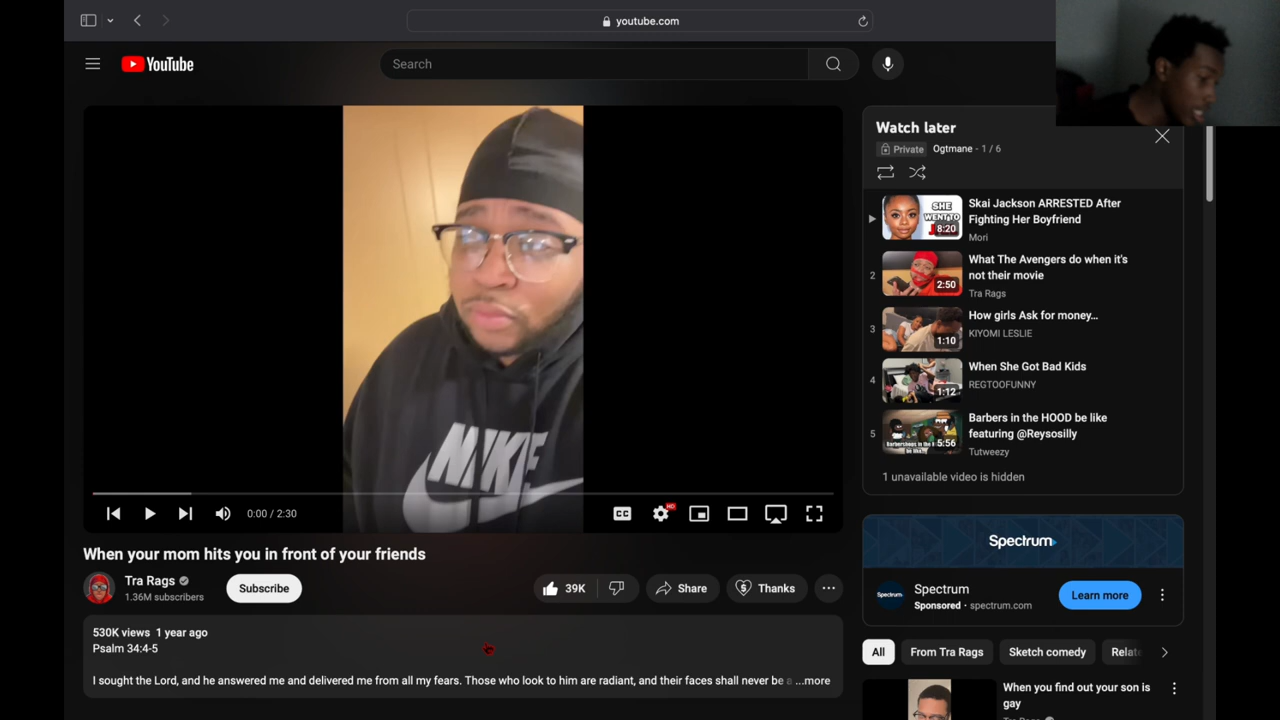 youtube.com
YouTube
Search
NIKE
0:00 / 2:30
CC
HD
When your mom hits you in front of your friends
Tra Rags
1.36M subscribers
Subscribe
39K
Share
Thanks
530K views 1 year ago
Psalm 34:4-5
I sought the Lord, and he answered me and delivered me from all my fears. Those who look to him are radiant, and their faces shall never be a ...more
Watch later
Private
Ogtmane - 1 / 6
SHE
WENT TO
8:20
Skai Jackson ARRESTED After
Fighting Her Boyfriend
Mori
2
2:50
What The Avengers do when it's
not their movie
Tra Rags
3
1:10
How girls Ask for money...
KIYOMI LESLIE
4
1:12
When She Got Bad Kids
REGTOOFUNNY
5
5:56
Barbers in the HOOD be like
featuring @Reysosilly
Tutweezy
1 unavailable video is hidden
Spectrum
Spectrum
Spectrum
Sponsored · spectrum.com
Learn more
All
From Tra Rags
Sketch comedy
Relate
When you find out your son is
gay
Tra Rags